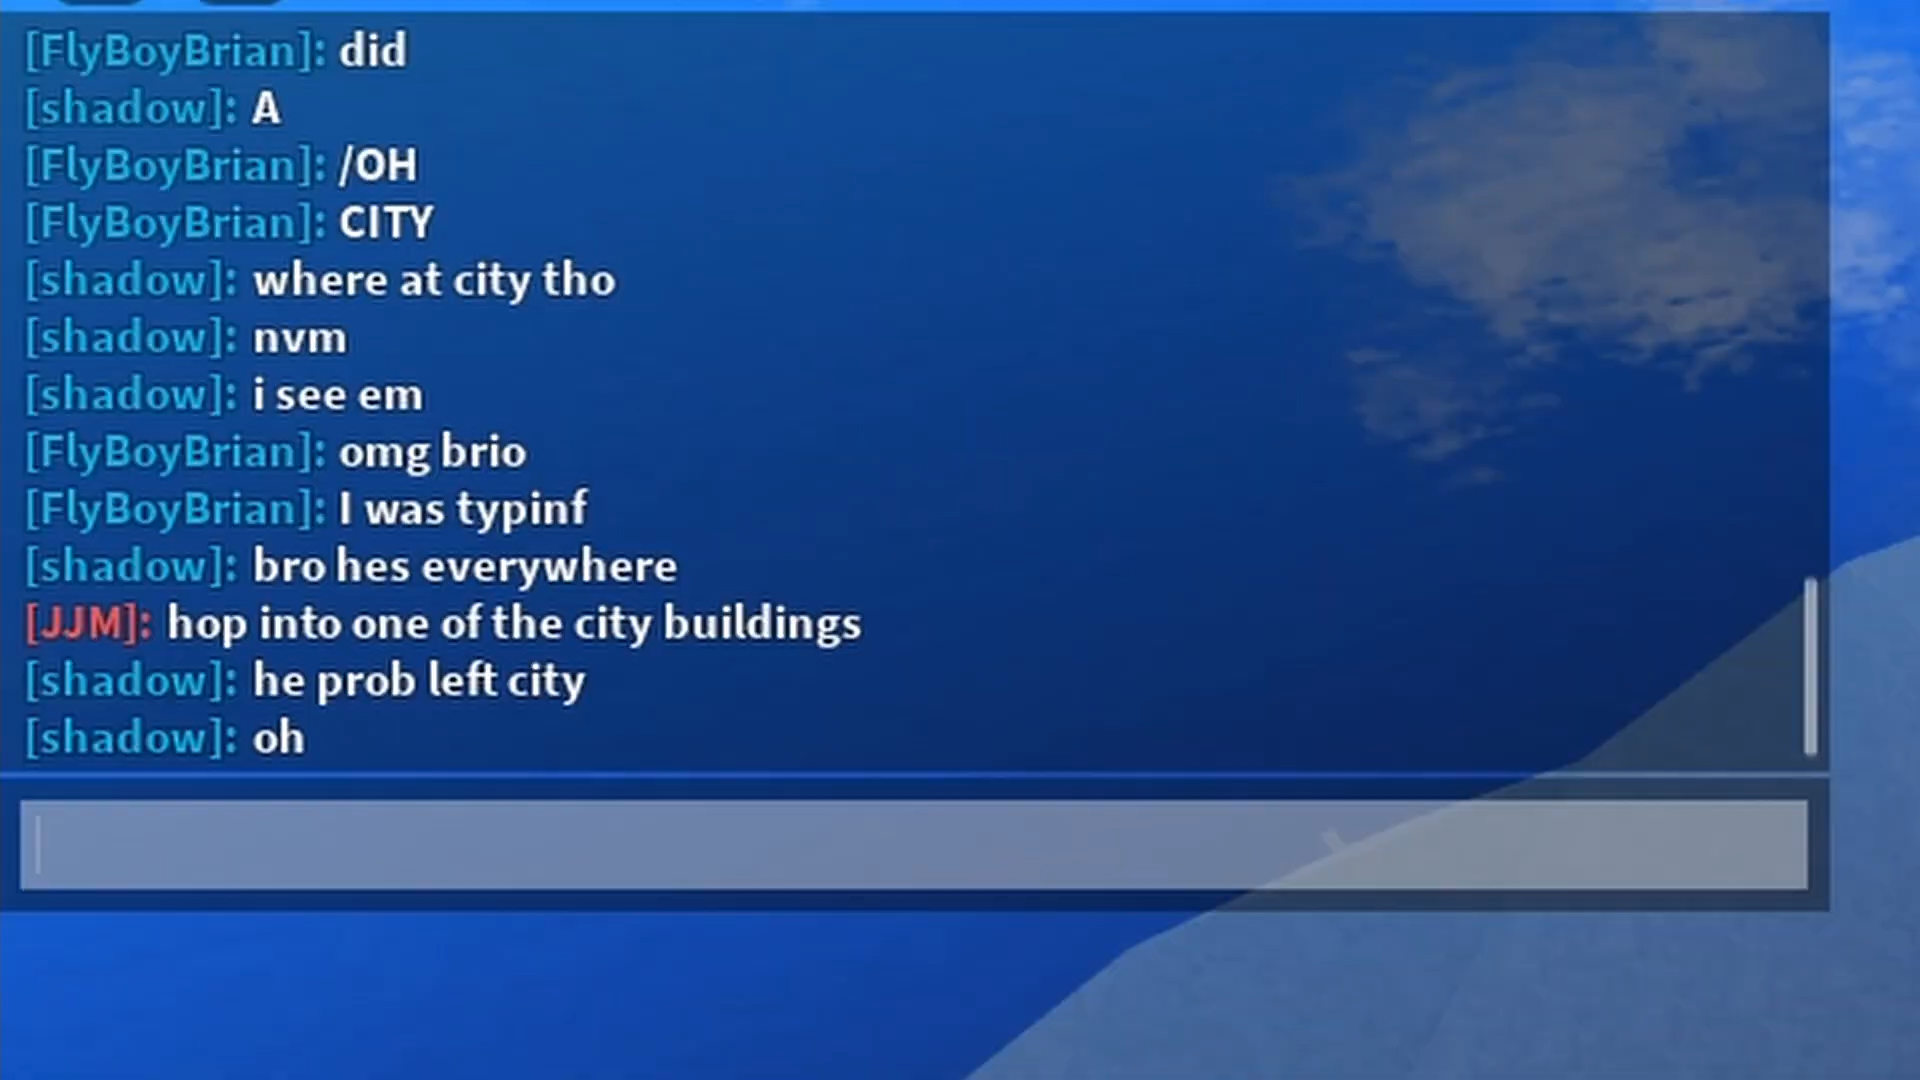 [FlyBoyBrian]: did
[shadow]: A
[FlyBoyBrian]: /OH
[FlyBoyBrian]: CITY
[shadow]: where at city tho
[shadow]: nvm
[shadow]: i see em
[FlyBoyBrian]: omg brio
[FlyBoyBrian]: I was typinf
[shadow]: bro hes everywhere
[JJM]: hop into one of the city buildings
[shadow]: he prob left city
[shadow]: oh